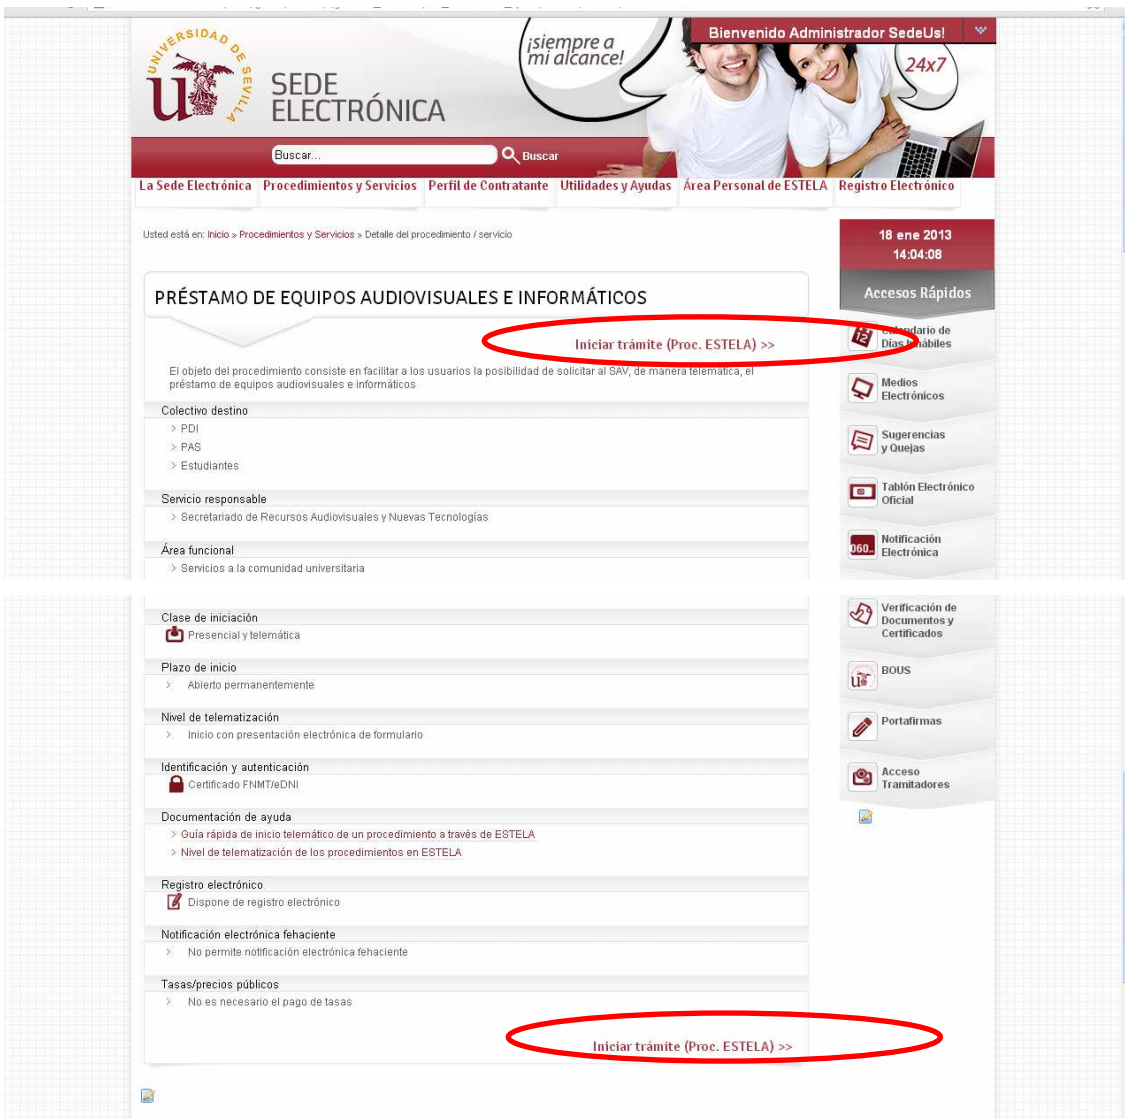 UNIVERSIDAD DE SEVILLA
SEDE
ELECTRÓNICA
¡siempre a
mi alcance!
Bienvenido Administrador SedeUs!
24x7
Buscar...
Buscar
La Sede Electrónica Procedimientos y Servicios Perfil de Contratante Utilidades y Ayudas Área Personal de ESTELA Registro Electrónico
Usted está en: Inicio » Procedimientos y Servicios » Detalle del procedimiento / servicio
18 ene 2013
14:04:08
Accesos Rápidos
PRÉSTAMO DE EQUIPOS AUDIOVISUALES E INFORMÁTICOS
Iniciar trámite (Proc. ESTELA) >>
El objeto del procedimiento consiste en facilitar a los usuarios la posibilidad de solicitar al SAV, de manera telemática, el
préstamo de equipos audiovisuales e informáticos
Colectivo destino
> PDI
> PAS
> Estudiantes
Servicio responsable
> Secretariado de Recursos Audiovisuales y Nuevas Tecnologías
Área funcional
> Servicios a la comunidad universitaria
Clase de iniciación
Presencial y telemática
Plazo de inicio
> Abierto permanentemente
Nivel de telematización
> Inicio con presentación electrónica de formulario
Identificación y autenticación
Certificado FNMT/eDNI
Documentación de ayuda
> Guía rápida de inicio telemático de un procedimiento a través de ESTELA
> Nivel de telematización de los procedimientos en ESTELA
Registro electrónico
Dispone de registro electrónico
Notificación electrónica fehaciente
> No permite notificación electrónica fehaciente
Tasas/precios públicos
> No es necesario el pago de tasas
Iniciar trámite (Proc. ESTELA) >>
12
Calendario de
Días Inhábiles
Medios
Electrónicos
Sugerencias
y Quejas
Tablón Electrónico
Oficial
060
Notificación
Electrónica
Verificación de
Documentos y
Certificados
BOUS
Portafirmas
Acceso
Tramitadores